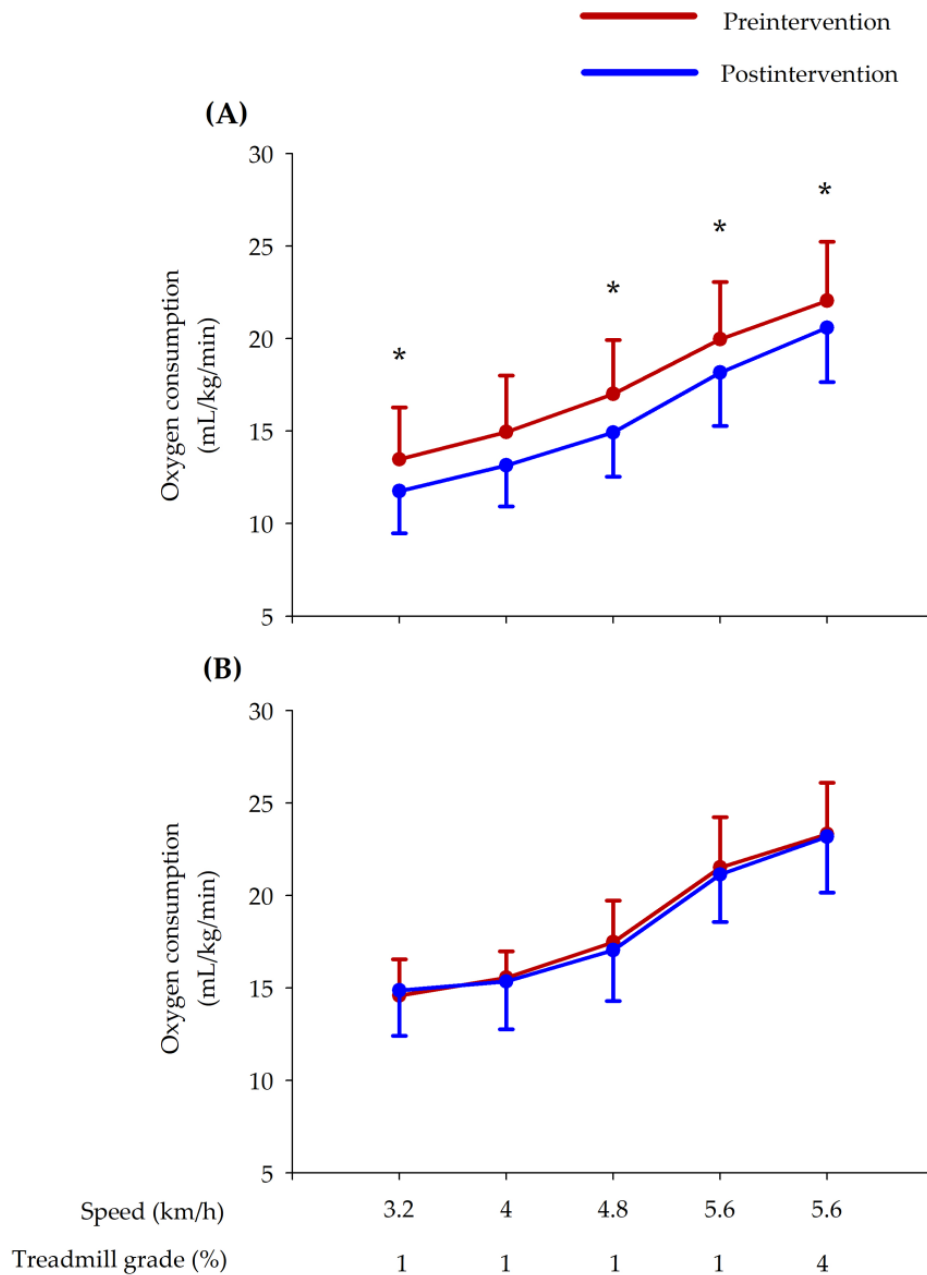 Preintervention
Postintervention
(A)
30
25
20
15
10
5
Oxygen consumption
(mL/kg/min)
*
*
*
*
(B)
30
25
20
15
10
5
Oxygen consumption
(mL/kg/min)
Speed (km/h) 3.2 4 4.8 5.6 5.6
Treadmill grade (%) 1 1 1 1 4